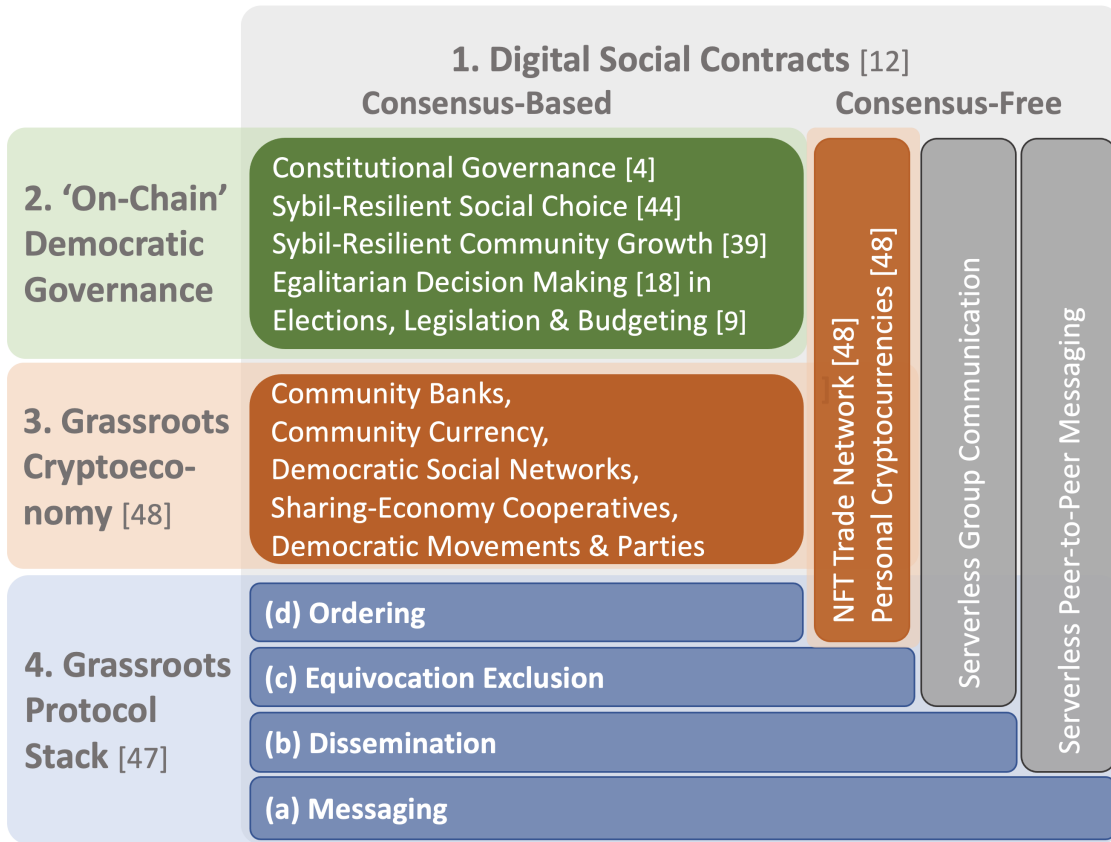 1. Digital Social Contracts [12]
Consensus-Based
Consensus-Free
2. ‘On-Chain’
Democratic
Governance
Constitutional Governance [4]
Sybil-Resilient Social Choice [44]
Sybil-Resilient Community Growth [39]
Egalitarian Decision Making [18] in
Elections, Legislation & Budgeting [9]
3. Grassroots
Cryptoeco-
nomy [48]
Community Banks,
Community Currency,
Democratic Social Networks,
Sharing-Economy Cooperatives,
Democratic Movements & Parties
NFT Trade Network [48]
Personal Cryptocurrencies [48]
Serverless Group Communication
Serverless Peer-to-Peer Messaging
4. Grassroots
Protocol
Stack [47]
(d) Ordering
(c) Equivocation Exclusion
(b) Dissemination
(a) Messaging